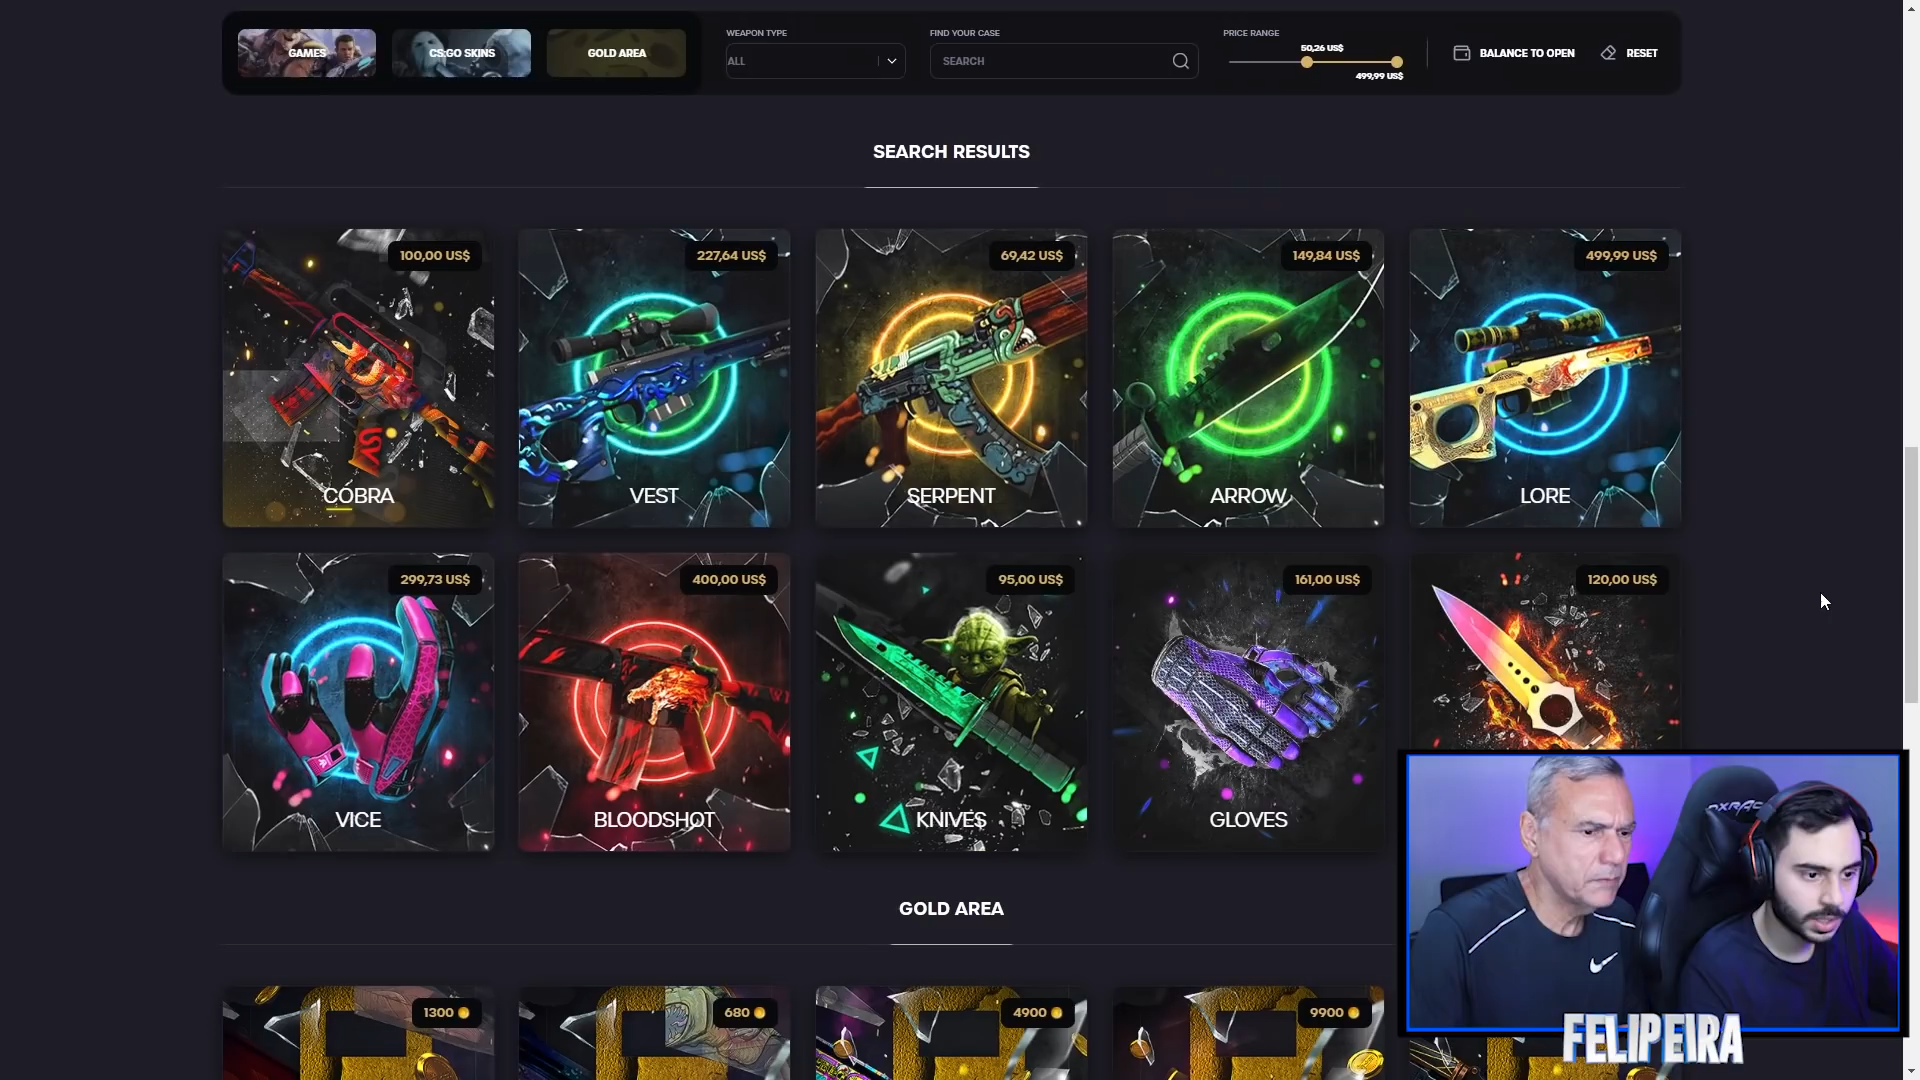 GAMES
CS:GO SKINS
GOLD AREA
WEAPON TYPE
ALL
FIND YOUR CASE
SEARCH
PRICE RANGE
50,26 US$
499,99 US$
BALANCE TO OPEN
RESET
SEARCH RESULTS
100,00 US$
COBRA
227,64 US$
VEST
69,42 US$
SERPENT
149,84 US$
ARROW
499,99 US$
LORE
299,73 US$
VICE
400,00 US$
BLOODSHOT
95,00 US$
KNIVES
161,00 US$
GLOVES
120,00 US$
GOLD AREA
1300
680
4900
9900
FELIPEIRA